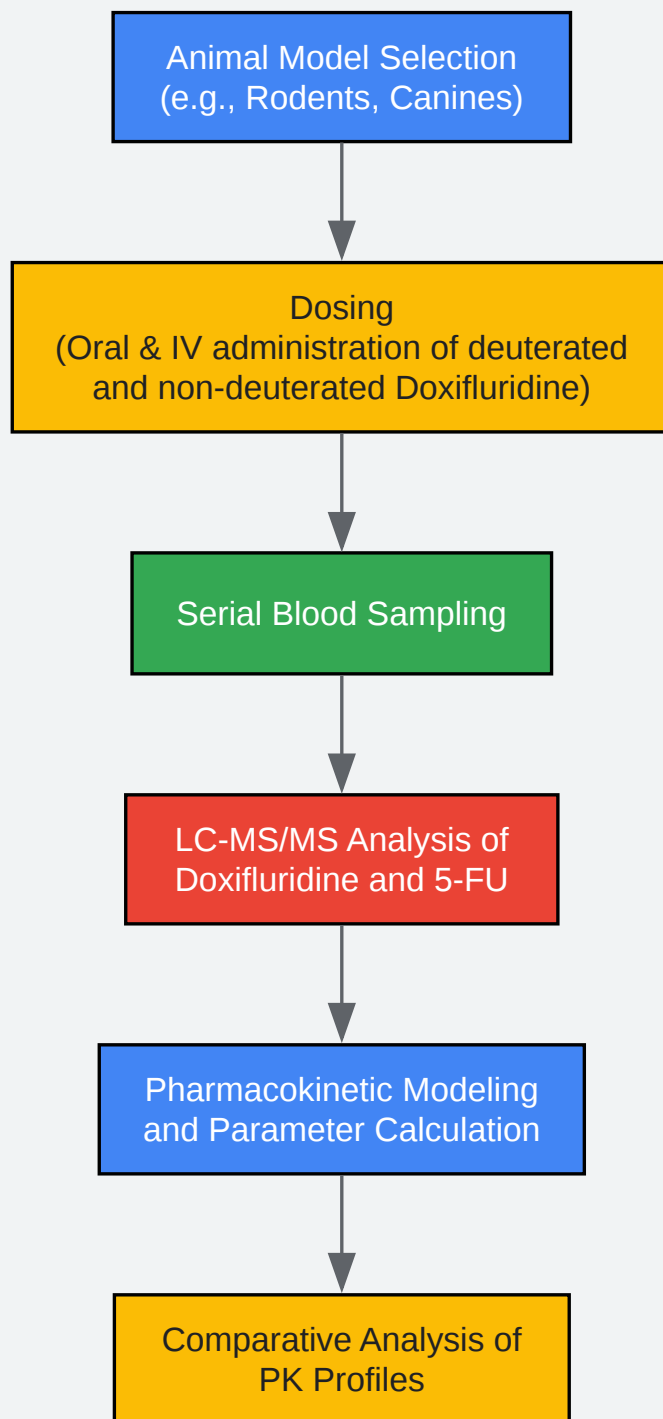 Animal Model Selection
(e.g., Rodents, Canines)
Dosing
(Oral & IV administration of deuterated
and non-deuterated Doxifluridine)
Serial Blood Sampling
LC-MS/MS Analysis of
Doxifluridine and 5-FU
Pharmacokinetic Modeling
and Parameter Calculation
Comparative Analysis of
PK Profiles